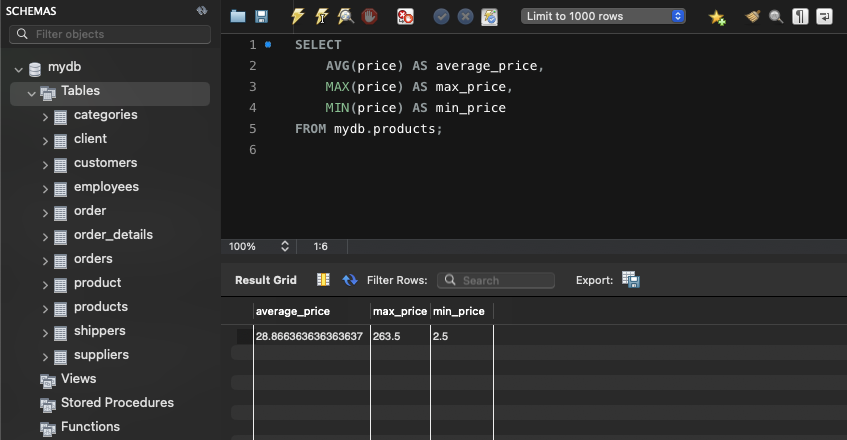 SCHEMAS
Filter objects
mydb
Tables
categories
client
customers
employees
order
order_details
orders
product
products
shippers
suppliers
Views
Stored Procedures
Functions
Limit to 1000 rows
1 SELECT
2 AVG(price) AS average_price,
3 MAX(price) AS max_price,
4 MIN(price) AS min_price
5 FROM mydb.products;
6
100% 1:6
Result Grid Filter Rows: Search Export:
average_price max_price min_price
28.866363636363637 263.5 2.5